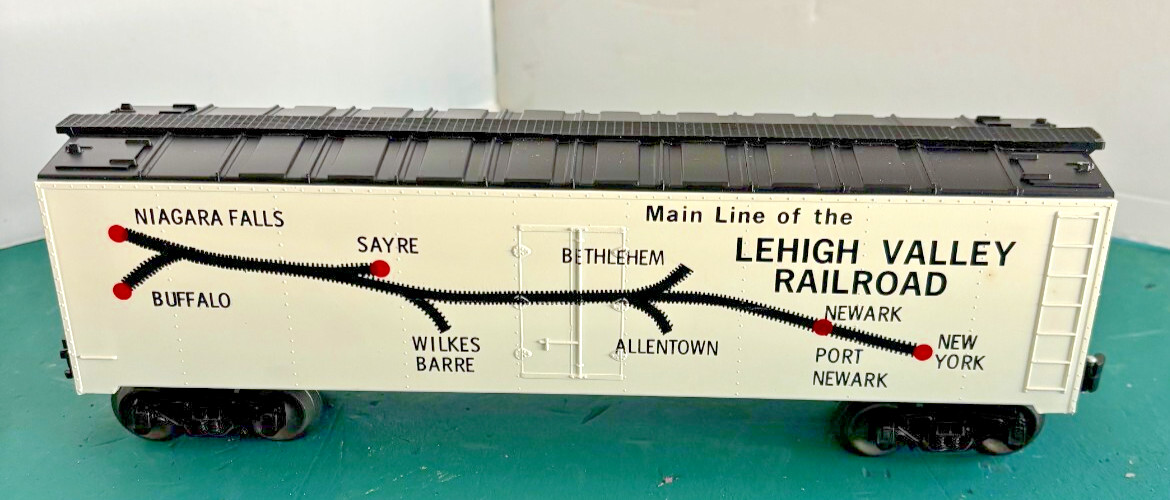 Main Line of the
LEHIGH VALLEY
RAILROAD
NIAGARA FALLS
BUFFALO
SAYRE
WILKES
BARRE
BETHLEHEM
ALLENTOWN
NEWARK
PORT
NEWARK
NEW
YORK